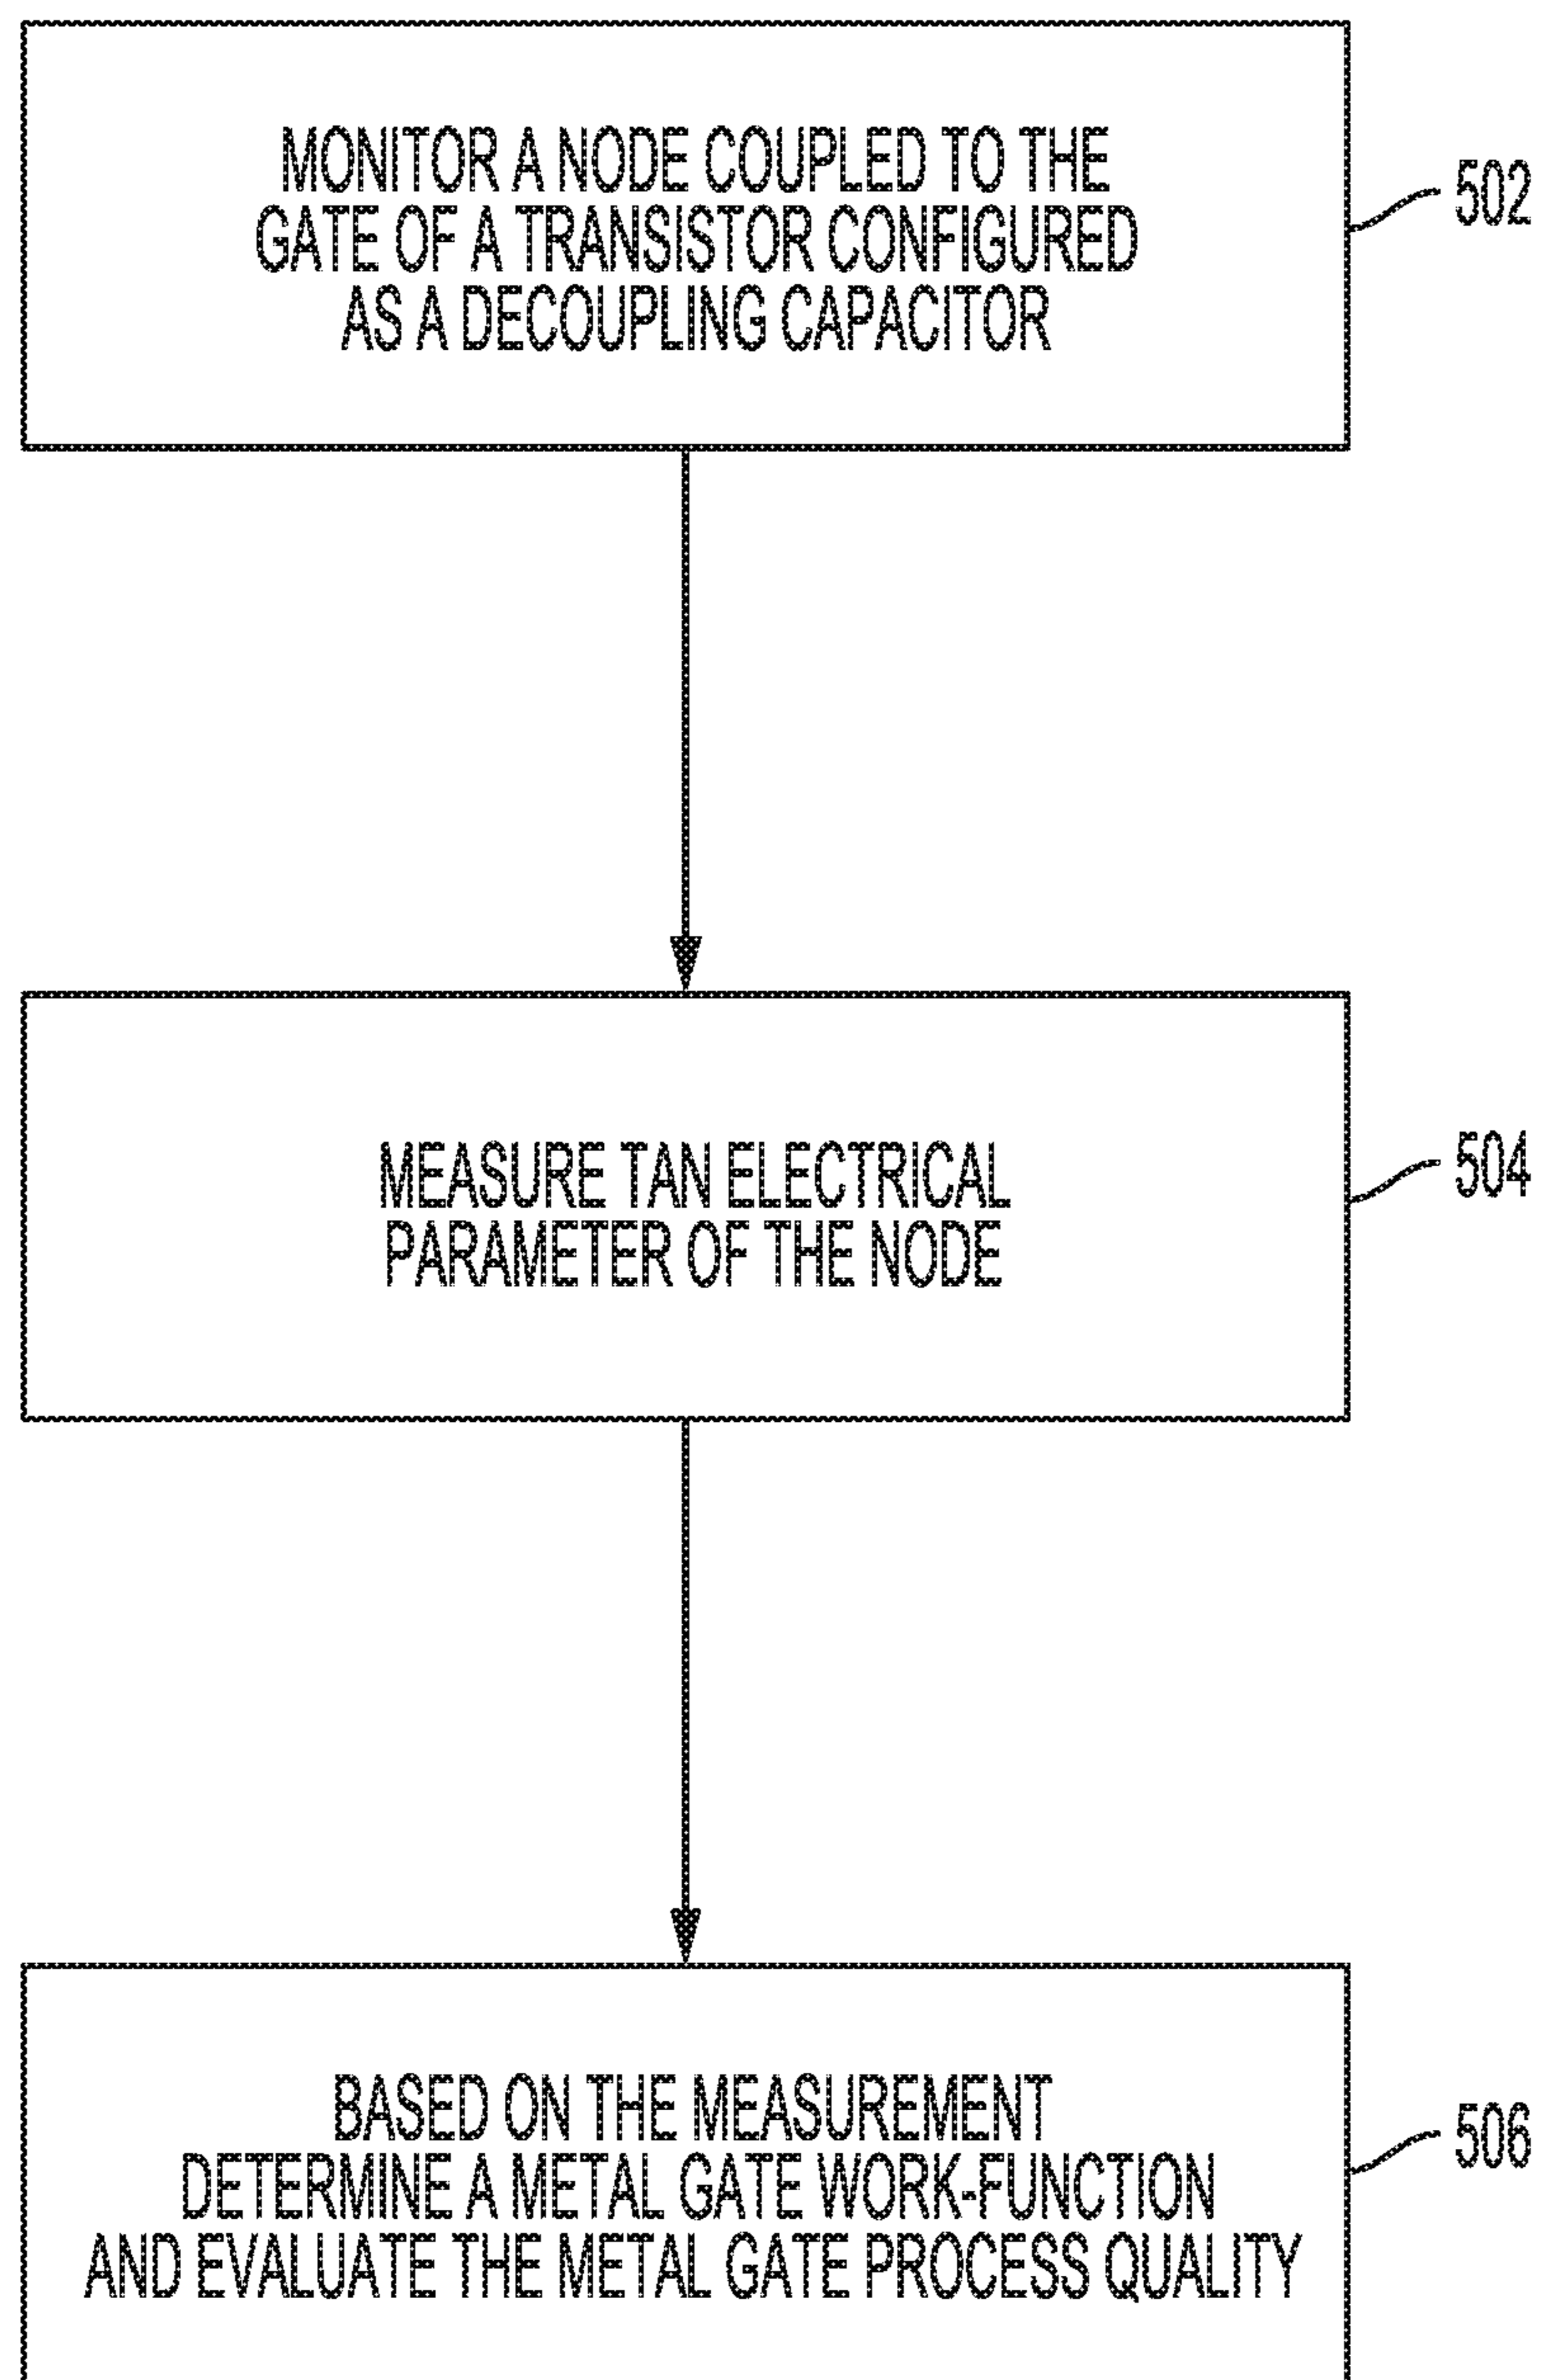 MONITOR A NODE COUPLED TO THE
GATE OF A TRANSISTOR CONFIGURED
AS A DECOUPLING CAPACITOR
502
MEASURE TAN ELECTRICAL
PARAMETER OF THE NODE
504
BASED ON THE MEASUREMENT
DETERMINE A METAL GATE WORK-FUNCTION
AND EVALUATE THE METAL GATE PROCESS QUALITY
506